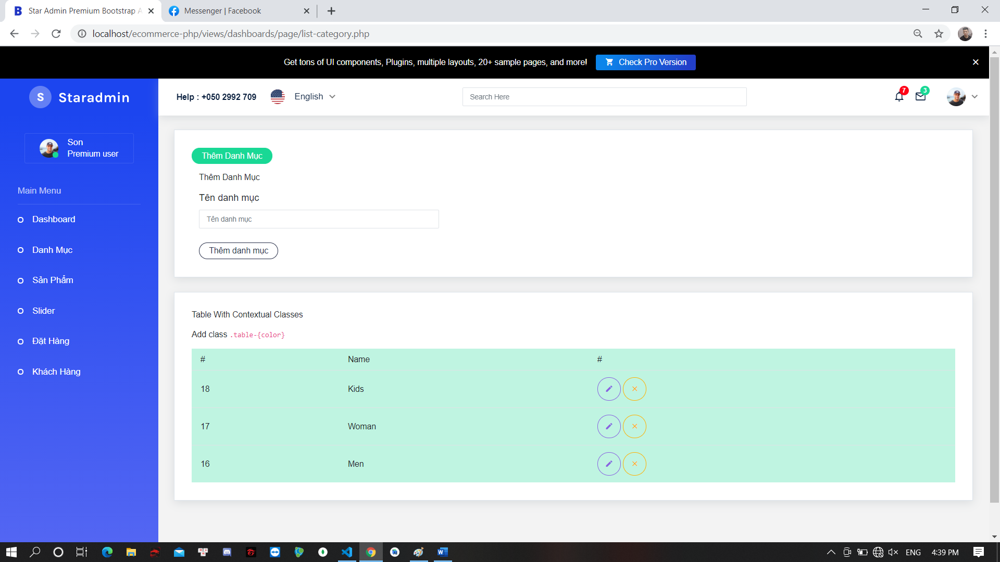 Star Admin Premium Bootstrap A
Messenger | Facebook
localhost/ecommerce-php/views/dashboards/page/list-category.php
Get tons of UI components, Plugins, multiple layouts, 20+ sample pages, and more!
Check Pro Version
S Staradmin
Help : +050 2992 709
English
Search Here
7
3
Son
Premium user
Main Menu
Dashboard
Danh Mục
Sản Phẩm
Slider
Đặt Hàng
Khách Hàng
Thêm Danh Mục
Thêm Danh Mục
Tên danh mục
Tên danh mục
Thêm danh mục
Table With Contextual Classes
Add class .table-{color}
# Name #
18 Kids
17 Woman
16 Men
ENG
4:39 PM